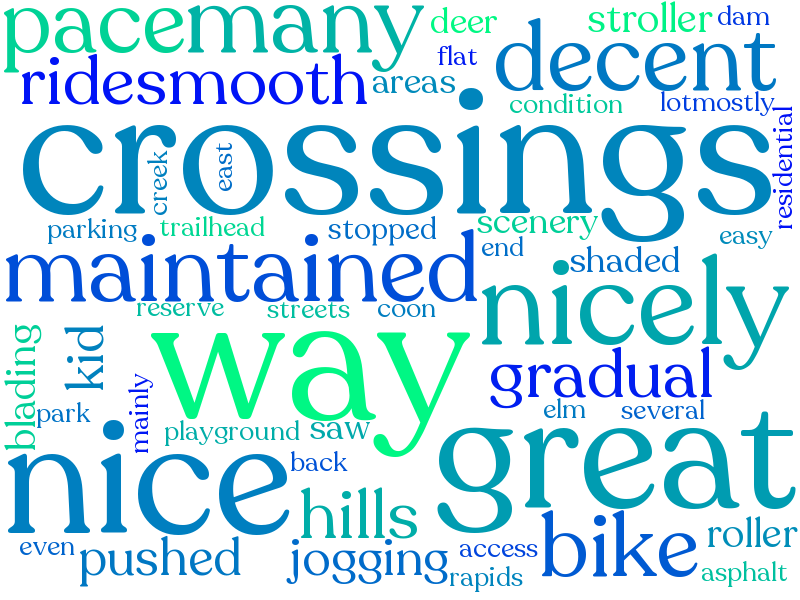 pace many deer stroller dam
ridesmooth areas flat decent
condition lotmostly
crossings residential
creek east
parking trailhead stopped scenery easy
maintained end shaded
reserve streets coon nicely
blading kid way gradual
park mainly elm several
playground saw great
nice back
hills bike roller
even pushed jogging access
rapids asphalt